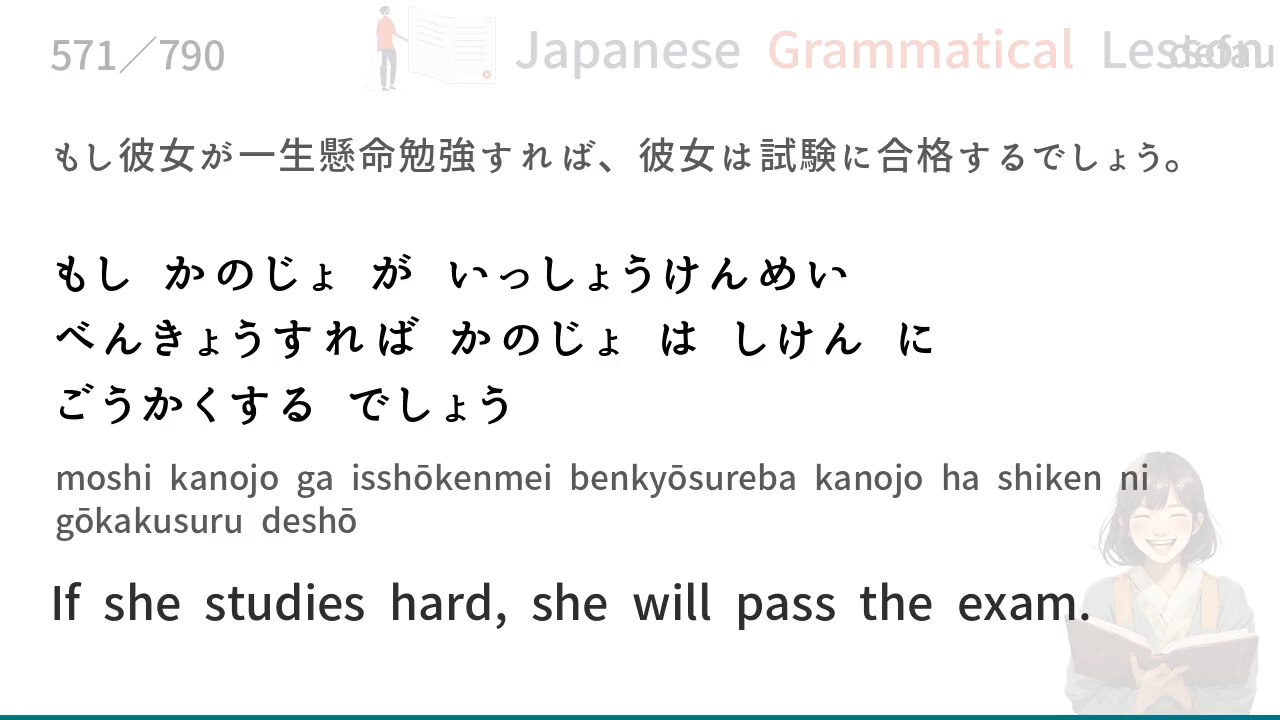 571／790
Japanese Grammatical Lesson
もし彼女が一生懸命勉強すれば、彼女は試験に合格するでしょう。
もし かのじょ が いっしょうけんめい
べんきょうすれば かのじょ は しけん に
ごうかくする でしょう
moshi kanojo ga isshōkenmei benkyōsureba kanojo ha shiken ni
gōkakusuru deshō
If she studies hard, she will pass the exam.